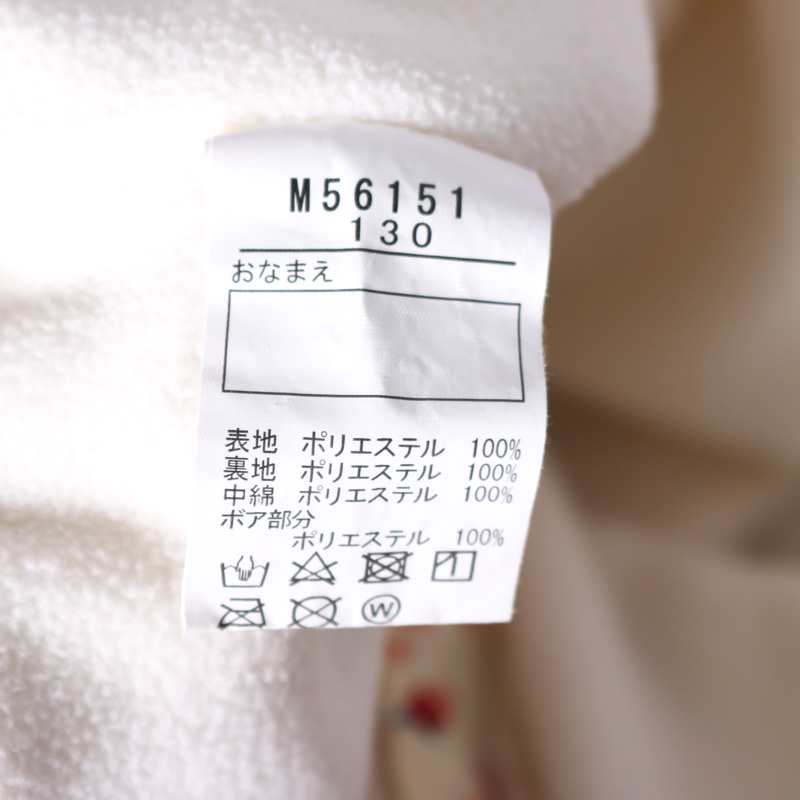 M56151
130
おなまえ
表地 ポリエステル 100%
裏地 ポリエステル 100%
中綿 ポリエステル 100%
ボア部分
ポリエステル 100%
1
W